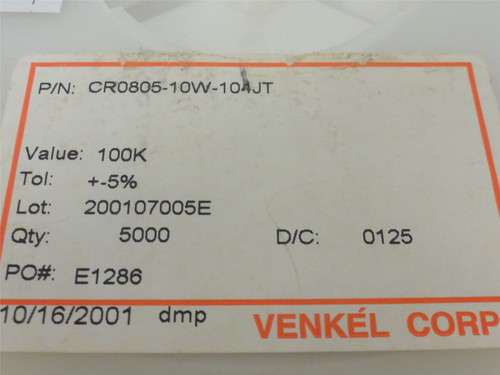 P/N: CR0805-10W-104JT
Value: 100K
Tol: +-5%
Lot: 200107005E
Qty: 5000 D/C: 0125
PO#: E1286
10/16/2001 dmp VENKÉL CORP